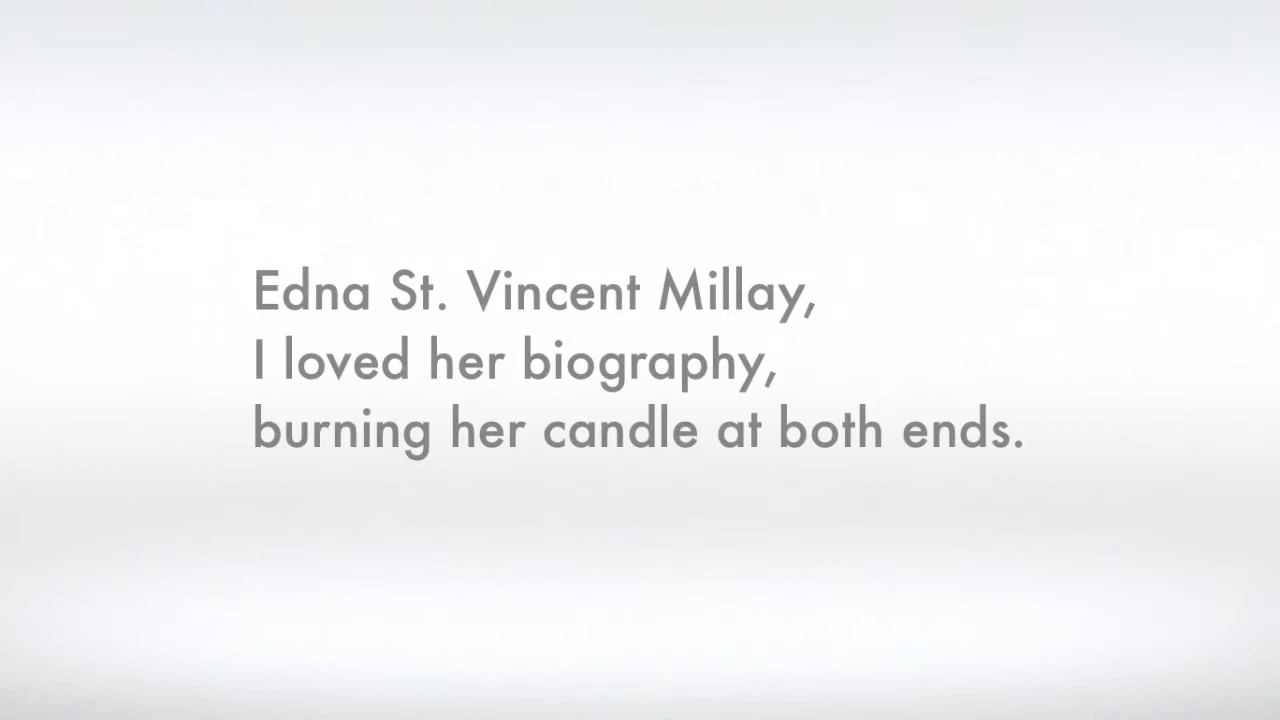 Edna St. Vincent Millay,
I loved her biography,
burning her candle at both ends.